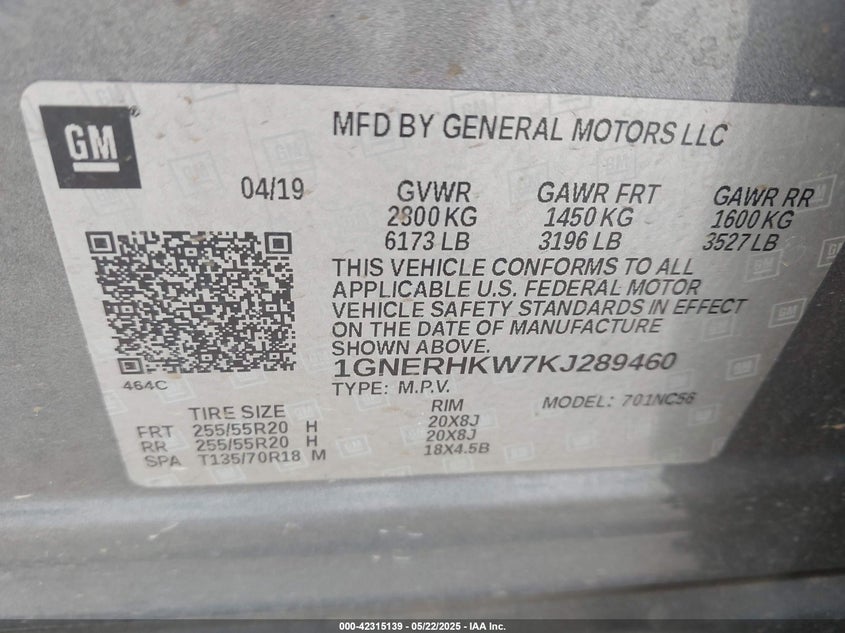 GM
MFD BY GENERAL MOTORS LLC
04/19 GVWR GAWR FRT GAWR RR
2800 KG 1450 KG 1600 KG
6173 LB 3196 LB 3527 LB
THIS VEHICLE CONFORMS TO ALL
APPLICABLE U.S. FEDERAL MOTOR
VEHICLE SAFETY STANDARDS IN EFFECT
ON THE DATE OF MANUFACTURE
SHOWN ABOVE.
1GNERHKW7KJ289460
464C
TYPE: M.P.V. MODEL: 701NC56
TIRE SIZE RIM
FRT 255/55R20 H 20X8J
RR 255/55R20 H 20X8J
SPA T135/70R18 M 18X4.5B
000-42315139 - 05/22/2025 - IAA Inc.